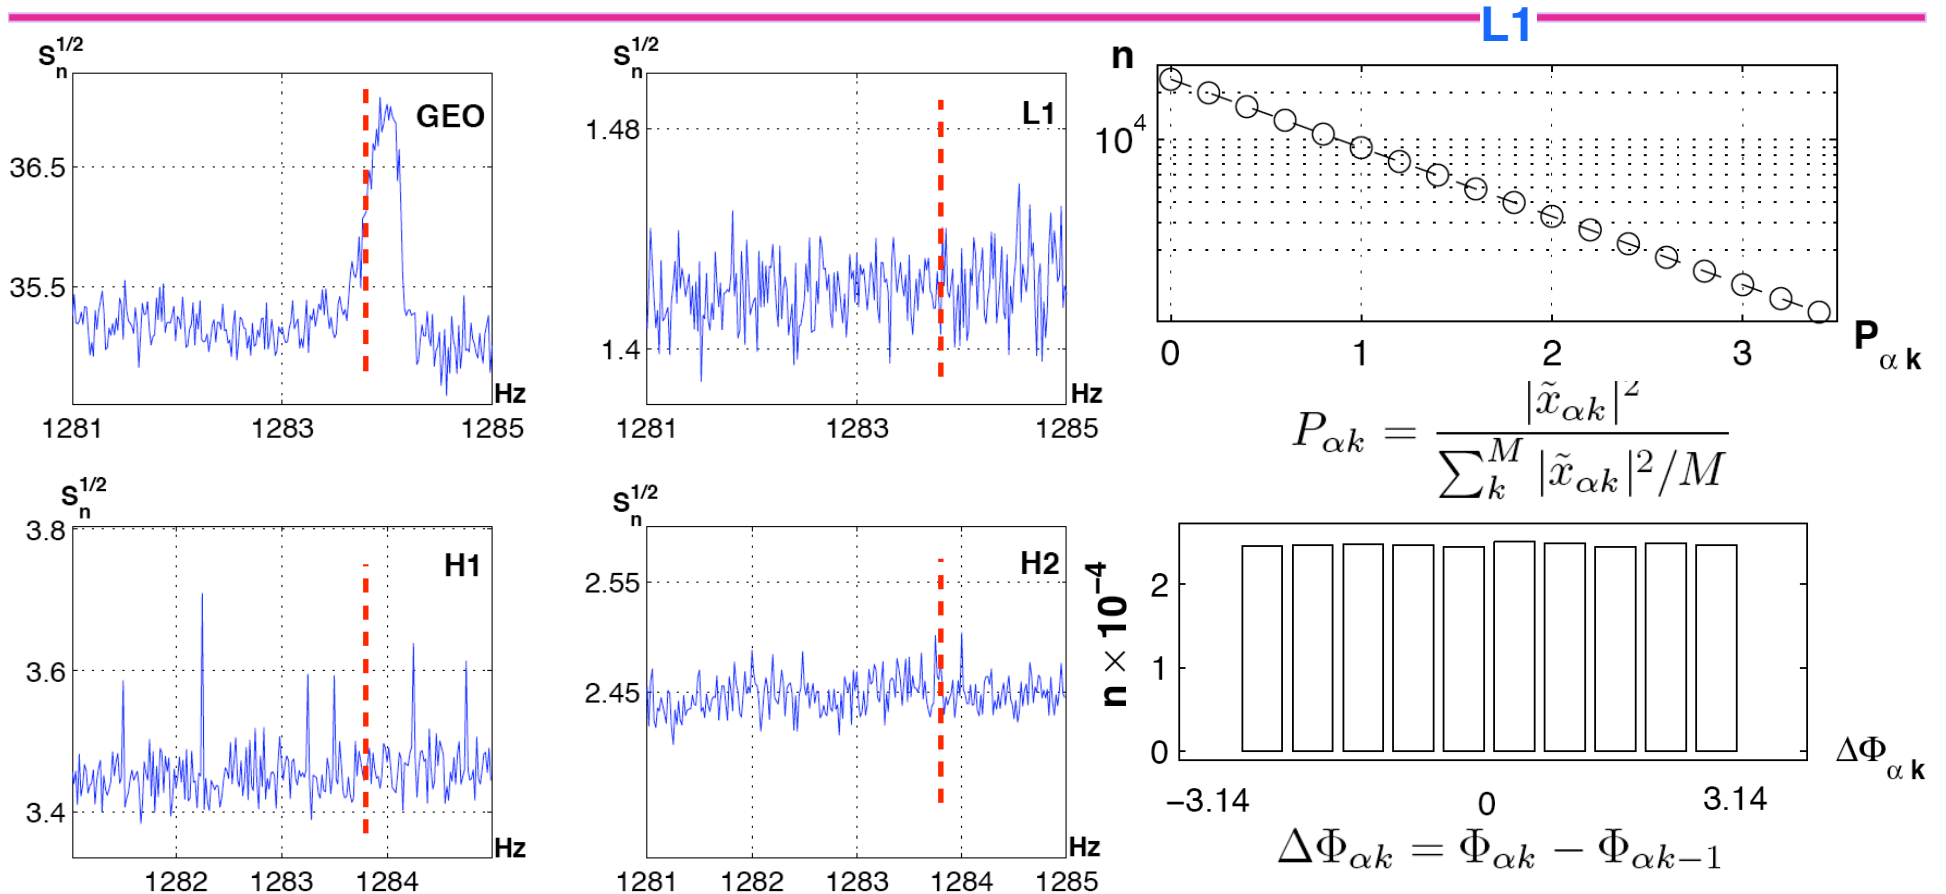 L1
S_n^{1/2}
GEO
36.5
35.5
Hz
1281 1283 1285
S_n^{1/2}
L1
1.48
1.4
Hz
1281 1283 1285
n
10^4
0 1 2 3
P_{α k}
P_{αk} = |x̃_{αk}|^2 / (∑_k^M |x̃_{αk}|^2/M)
S_n^{1/2}
H1
3.8
3.6
3.4
Hz
1282 1283 1284
S_n^{1/2}
H2
2.55
2.45
Hz
1281 1282 1283 1284 1285
n × 10^{−4}
2
1
0
ΔΦ_{α k}
−3.14 0 3.14
ΔΦ_{αk} = Φ_{αk} − Φ_{αk−1}